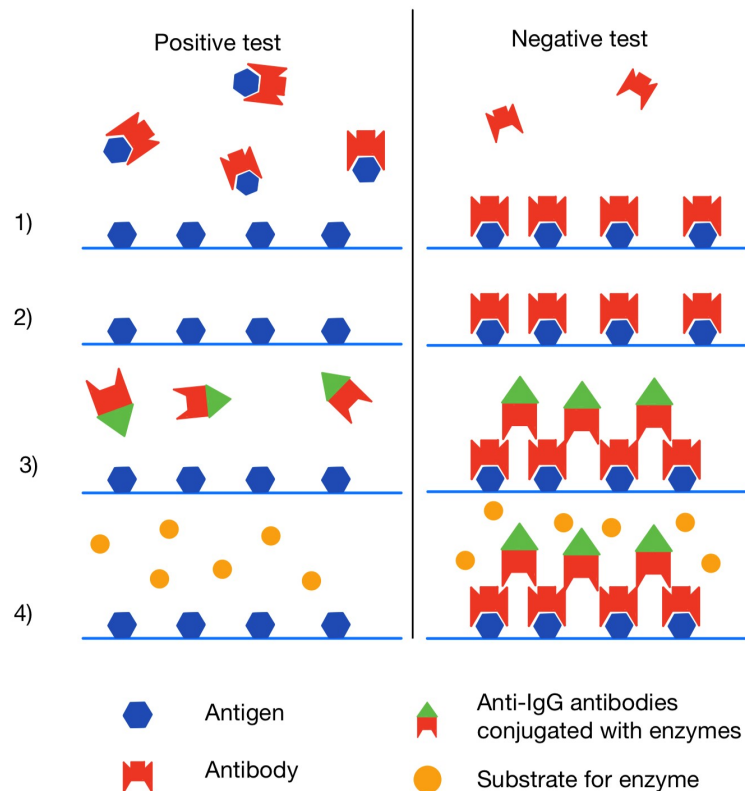 Positive test
Negative test
1)
2)
3)
4)
Antigen
Anti-IgG antibodies
conjugated with enzymes
Antibody
Substrate for enzyme